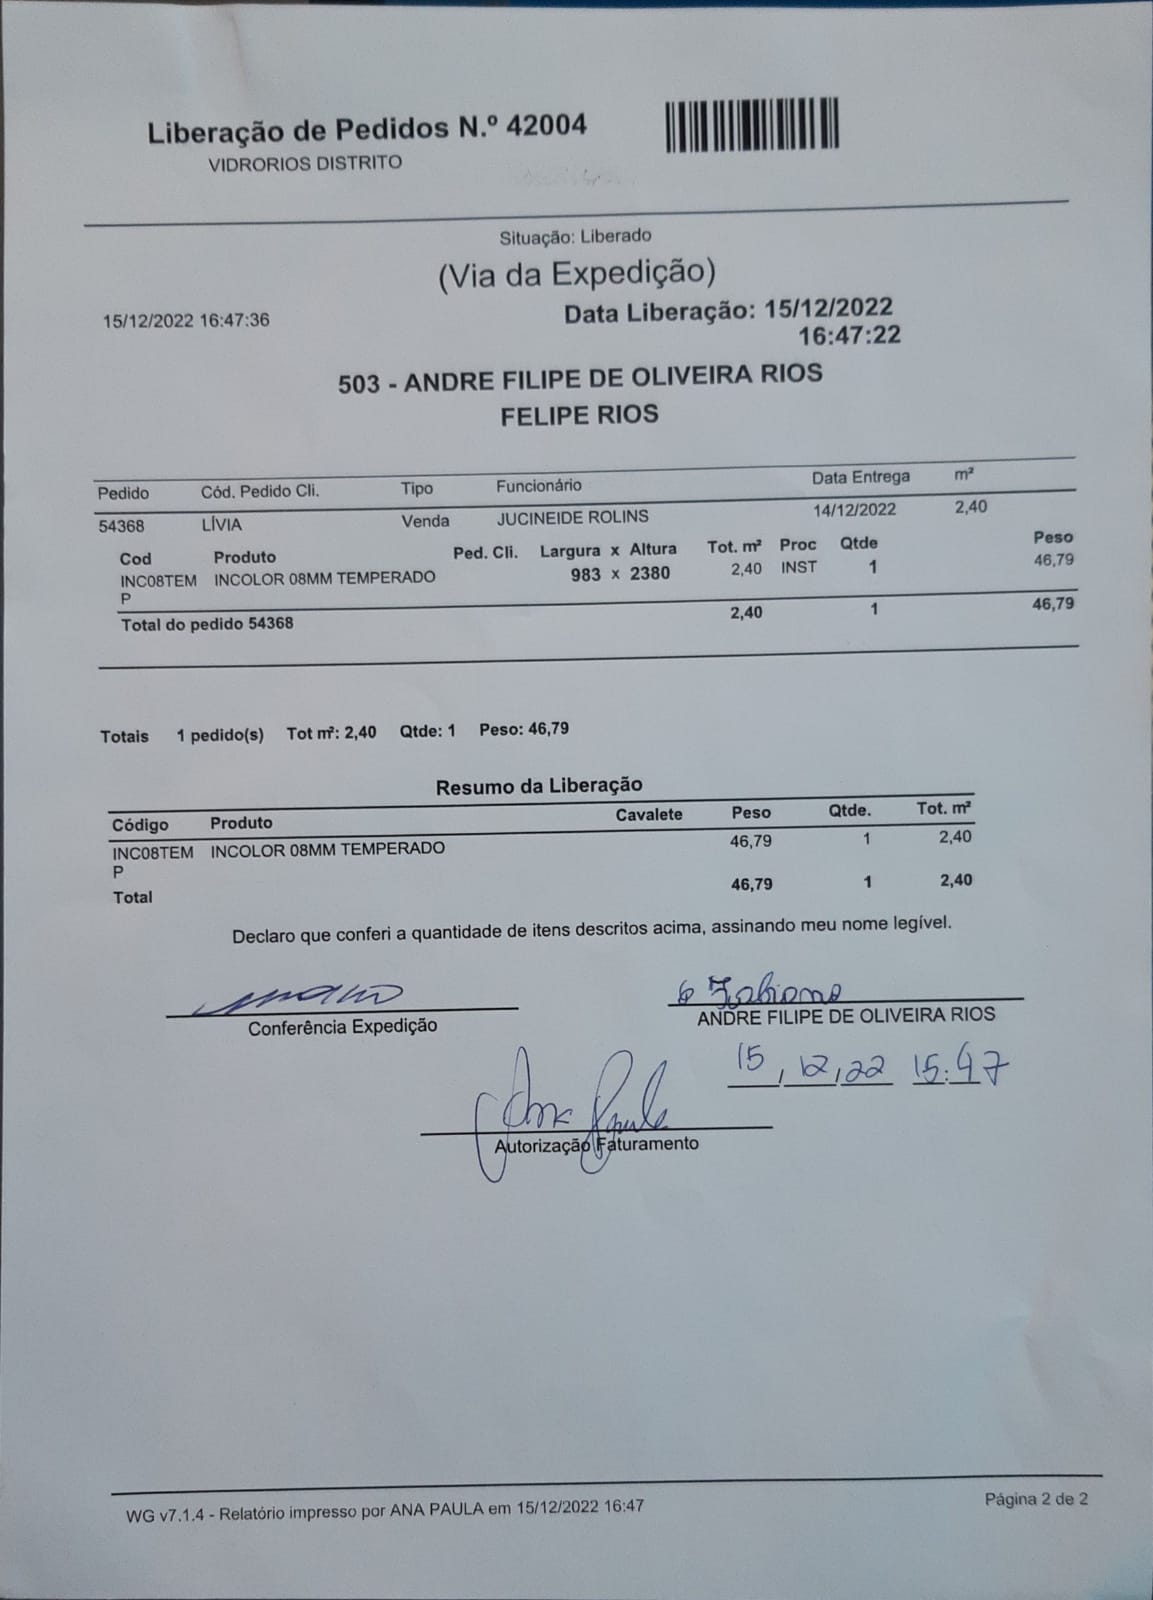 Liberação de Pedidos N.º 42004
VIDRORIOS DISTRITO
Situação: Liberado
(Via da Expedição)
15/12/2022 16:47:36
Data Liberação: 15/12/2022
16:47:22
503 - ANDRE FILIPE DE OLIVEIRA RIOS
FELIPE RIOS
Pedido Cód. Pedido Cli. Tipo Funcionário Data Entrega m²
54368 LÍVIA Venda JUCINEIDE ROLINS 14/12/2022 2,40
Cod Produto Ped. Cli. Largura x Altura Tot. m² Proc Qtde Peso
INC08TEM INCOLOR 08MM TEMPERADO 983 x 2380 2,40 INST 1 46,79
P
Total do pedido 54368 2,40 1 46,79
Totais 1 pedido(s) Tot m²: 2,40 Qtde: 1 Peso: 46,79
Resumo da Liberação
Código Produto Cavalete Peso Qtde. Tot. m²
INC08TEM INCOLOR 08MM TEMPERADO 46,79 1 2,40
P
Total 46,79 1 2,40
Declaro que conferi a quantidade de itens descritos acima, assinando meu nome legível.
Fabiano
Conferência Expedição ANDRE FILIPE DE OLIVEIRA RIOS
15, 12, 22 15:47
Ana Paula
Autorização Faturamento
WG v7.1.4 - Relatório impresso por ANA PAULA em 15/12/2022 16:47 Página 2 de 2